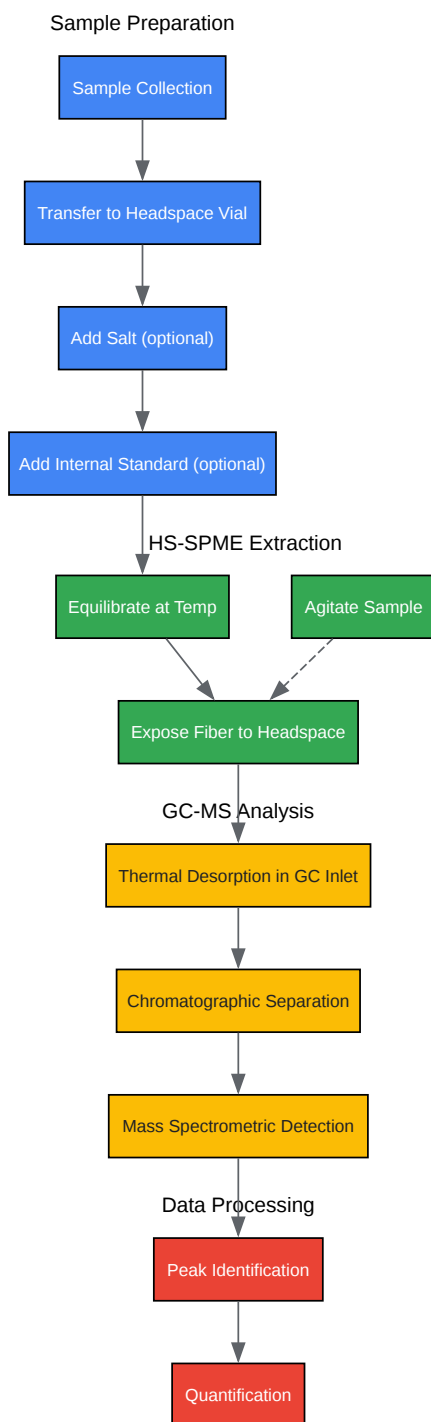 Sample Preparation
Sample Collection
Transfer to Headspace Vial
Add Salt (optional)
Add Internal Standard (optional)
HS-SPME Extraction
Equilibrate at Temp
Agitate Sample
Expose Fiber to Headspace
GC-MS Analysis
Thermal Desorption in GC Inlet
Chromatographic Separation
Mass Spectrometric Detection
Data Processing
Peak Identification
Quantification